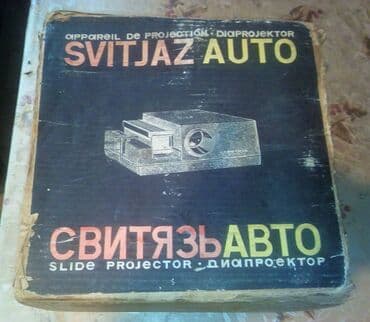 appareil de projection · diaprojektor
SVITJAZ AUTO
СВИТЯЗЬ АВТО
slide projector · диапроектор